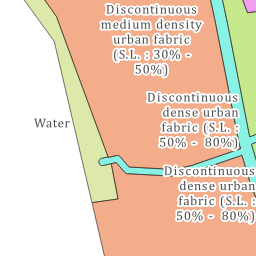 Discontinuous
medium density
urban fabric
(S.L. : 30% -
50%)
Discontinuous
dense urban
fabric (S.L. :
50% -  80%)
Water
Discontinuous
dense urban
fabric (S.L. :
50% -  80%)